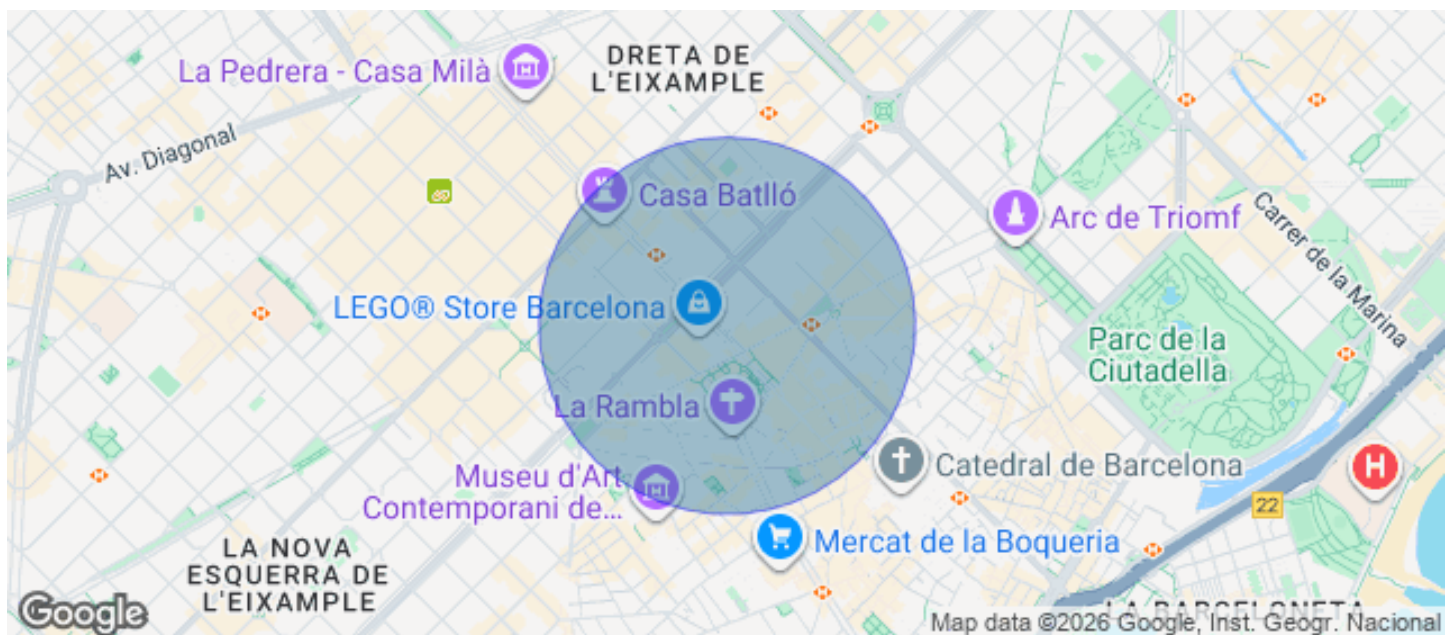 DRETA DE
L'EIXAMPLE
La Pedrera - Casa Milà
Av. Diagonal
Casa Batlló
Arc de Triomf
Carrer de la Marina
LEGO® Store Barcelona
Parc de la
Ciutadella
La Rambla
Catedral de Barcelona
Museu d'Art
Contemporani de...
H
22
Mercat de la Boqueria
LA NOVA
ESQUERRA DE
L'EIXAMPLE
LA BARCELONETA
Google
Map data ©2026 Google, Inst. Geogr. Nacional